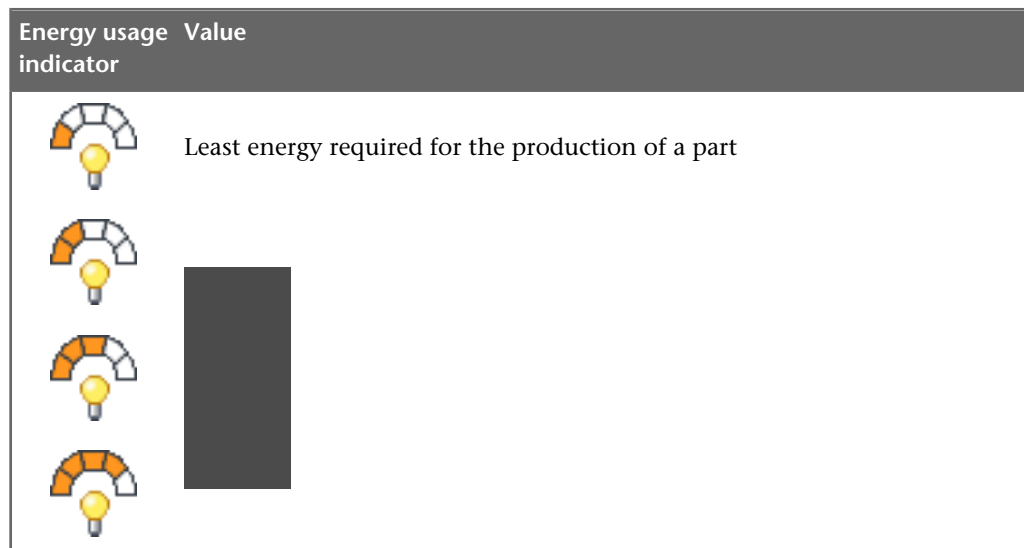 Energy usage Value
indicator
Least energy required for the production of a part